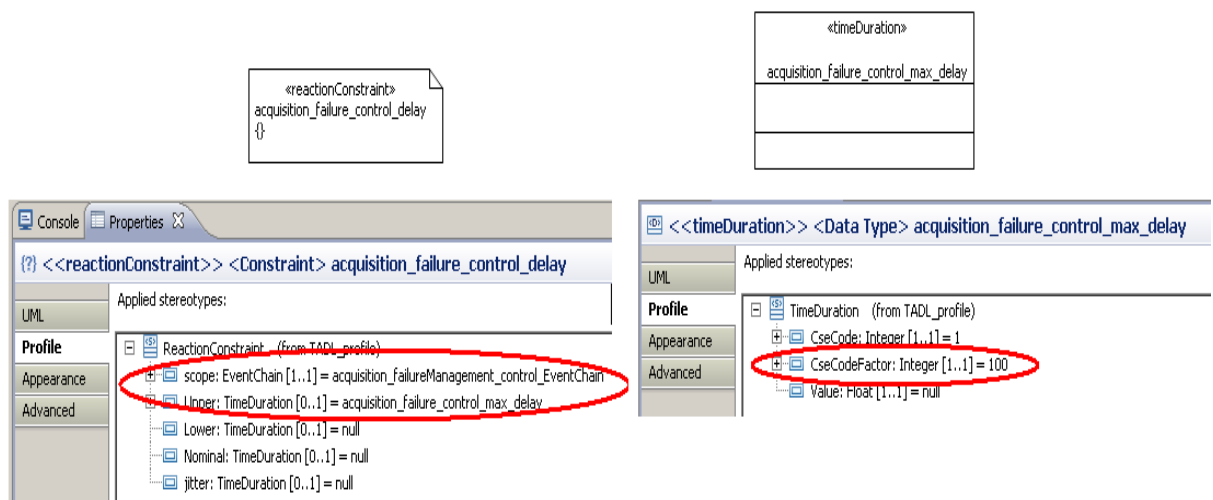 «reactionConstraint»
acquisition_failure_control_delay
{}
«timeDuration»
acquisition_failure_control_max_delay
Console Properties
{?} <<reactionConstraint>> <Constraint> acquisition_failure_control_delay
UML
Profile
Appearance
Advanced
Applied stereotypes:
ReactionConstraint (from TADL_profile)
scope: EventChain [1..1] = acquisition_failureManagement_control_EventChain
Upper: TimeDuration [0..1] = acquisition_failure_control_max_delay
Lower: TimeDuration [0..1] = null
Nominal: TimeDuration [0..1] = null
jitter: TimeDuration [0..1] = null
<<timeDuration>> <Data Type> acquisition_failure_control_max_delay
UML
Profile
Appearance
Advanced
Applied stereotypes:
TimeDuration (from TADL_profile)
CseCode: Integer [1..1] = 1
CseCodeFactor: Integer [1..1] = 100
Value: Float [1..1] = null